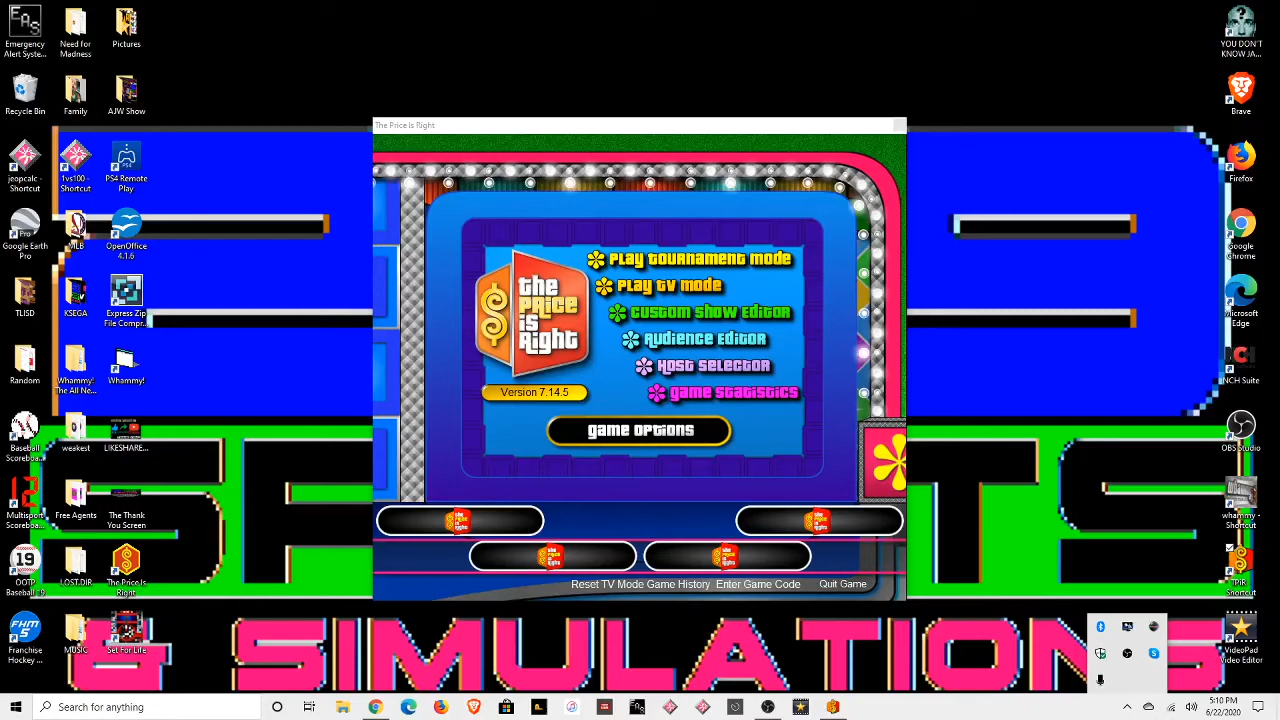 Emergency
Alert Syste...
Need for
Madness
Pictures
YOU DON'T
KNOW JA...
Recycle Bin
Family
AJW Show
Brave
The Price is Right
jeopcalc -
Shortcut
1vs100 -
Shortcut
PS4 Remote
Play
Firefox
Google Earth
Pro
MLB
OpenOffice
4.1.6
Google
Chrome
Play tournament mode
Play TV mode
Custom Show Editor
Audience Editor
Host Selector
game statistics
the
PRICE
is
Right
Version 7.14.5
game options
TLISD
KSEGA
Express Zip
File Compr...
Microsoft
Edge
Random
Whammy!
The All Ne...
Whammy!
NCH Suite
Baseball
Scoreboa...
weakest
LIKESHARE...
OBS Studio
Multisport
Scoreboa...
Free Agents
The Thank
You Screen
whammy -
Shortcut
OOTP
Baseball 19
LOST.DIR
The Price Is
Right
TPiR
Shortcut
Reset TV Mode Game History
Enter Game Code
Quit Game
Franchise
Hockey ...
MUSIC
Set For Life
VideoPad
Video Editor
& SIMULATIONS
Type here to search
5:10 PM
6/22/2020